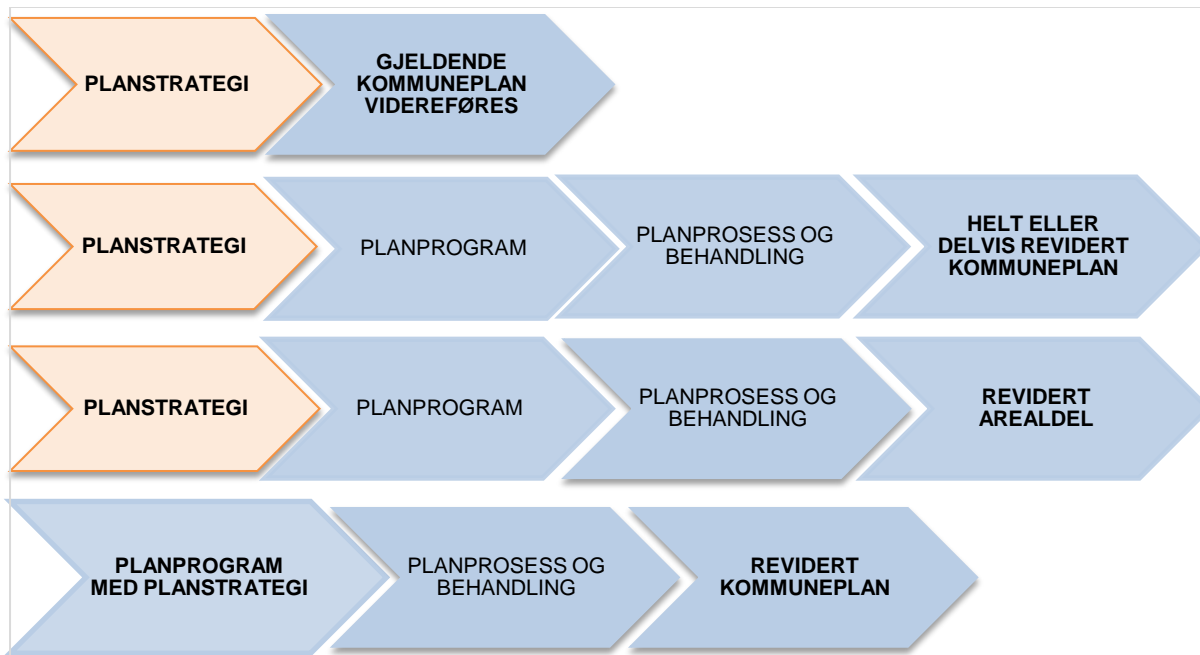 PLANSTRATEGI
GJELDENDE
KOMMUNEPLAN
VIDEREFØRES
PLANSTRATEGI
PLANPROGRAM
PLANPROSESS OG
BEHANDLING
HELT ELLER
DELVIS REVIDERT
KOMMUNEPLAN
PLANSTRATEGI
PLANPROGRAM
PLANPROSESS OG
BEHANDLING
REVIDERT
AREALDEL
PLANPROGRAM
MED PLANSTRATEGI
PLANPROSESS OG
BEHANDLING
REVIDERT
KOMMUNEPLAN